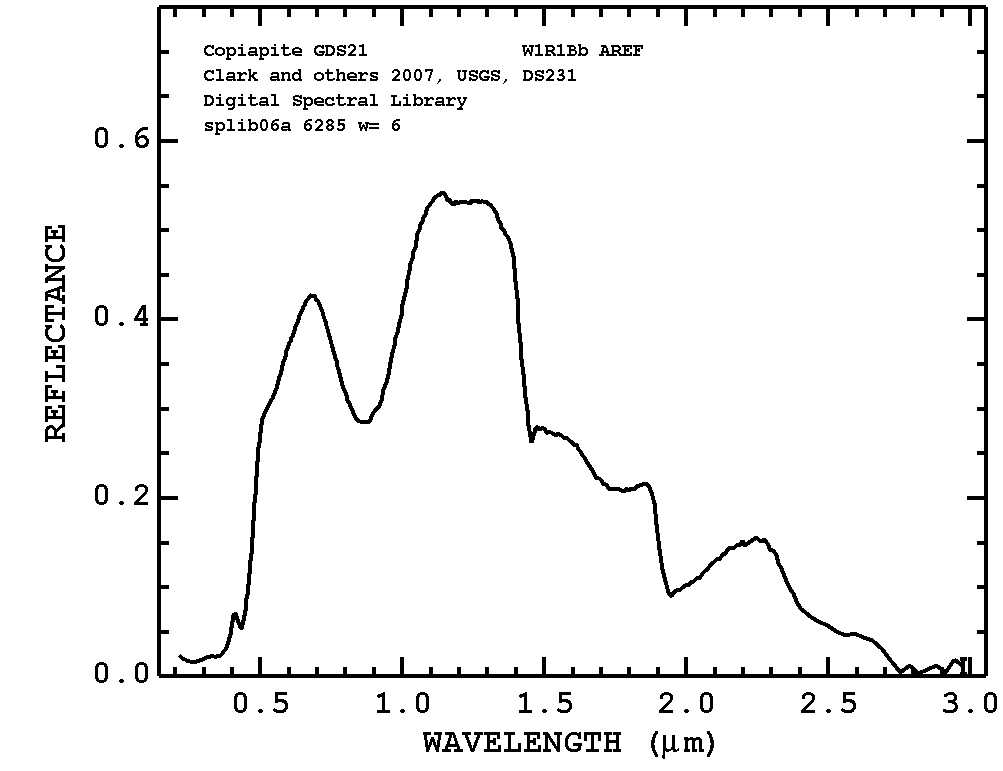 Copiapite GDS21 W1R1Bb AREF
Clark and others 2007, USGS, DS231
Digital Spectral Library
splib06a 6285 w= 6
0.6
0.4
0.2
0.0
REFLECTANCE
0.5 1.0 1.5 2.0 2.5 3.0
WAVELENGTH (μm)